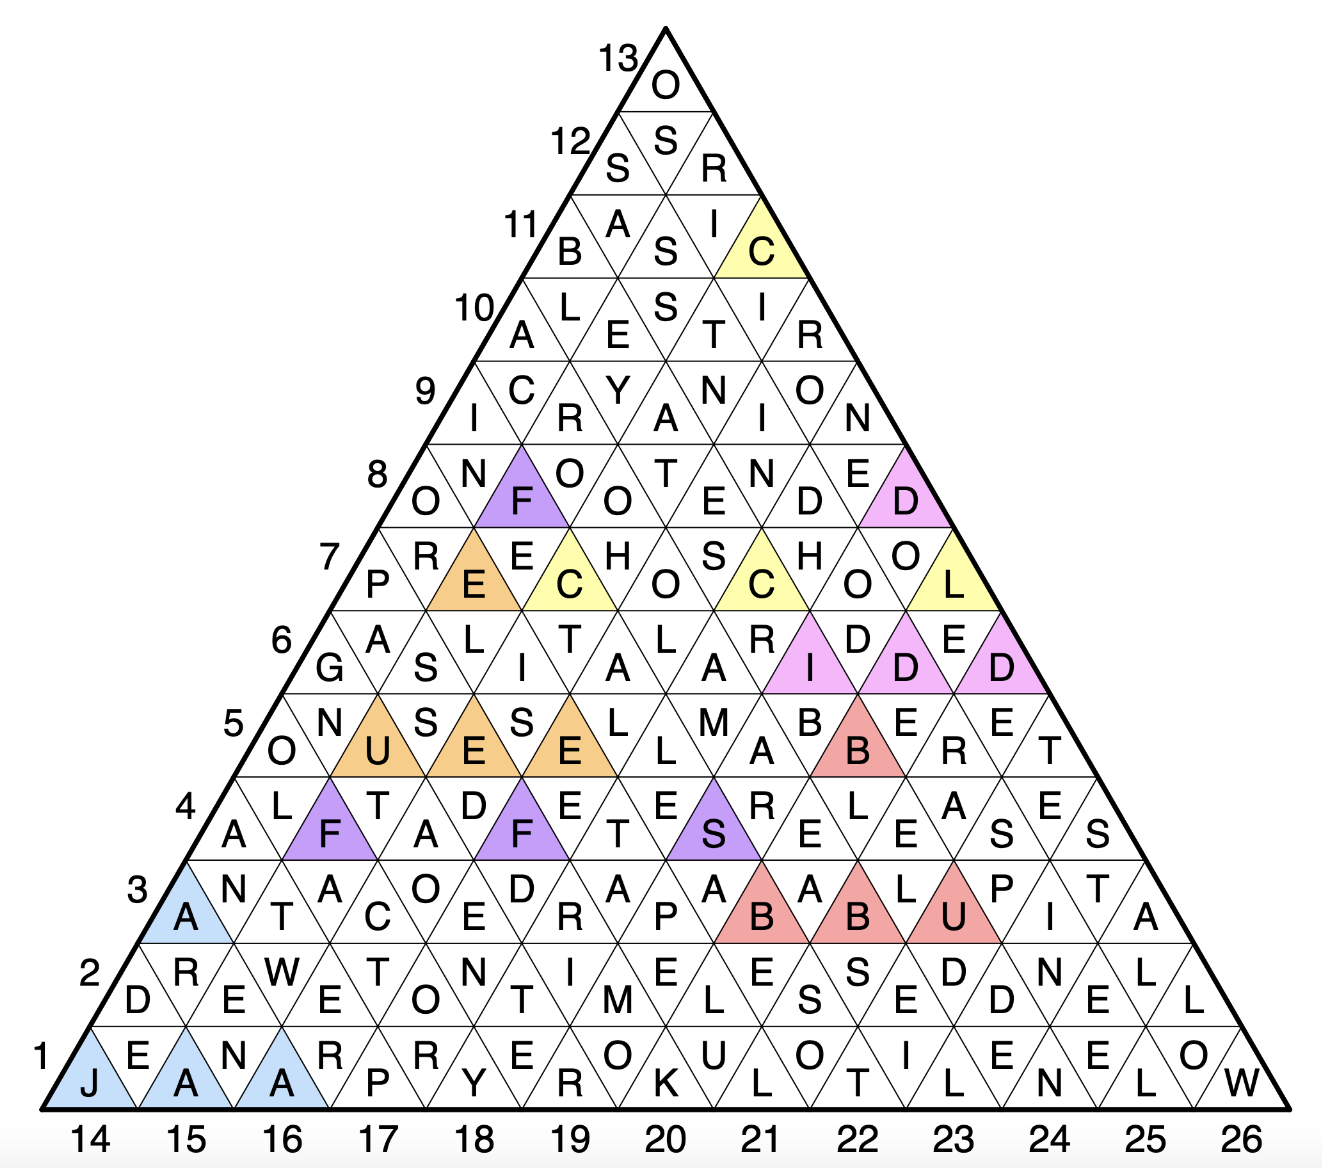 13 O
12 S S R
11 B A S I C
10 A L E S T I R
9 I C R Y A N I O N
8 O N F O O T E N D E D
7 P R E E C H O S C H O O L
6 G A S L I T A L A R I D D E D
5 O N U S E S E L L M A B B E R E T
4 A L F T A D F E T E S R E L E A S E S
3 A N T A C O E D R A P A B A B L U P I T A
2 D R E W E T O N T I M E L E S S E D D N E L L
1 J E A N A R P R Y E R O K U L O T I L E N E L O W
14 15 16 17 18 19 20 21 22 23 24 25 26